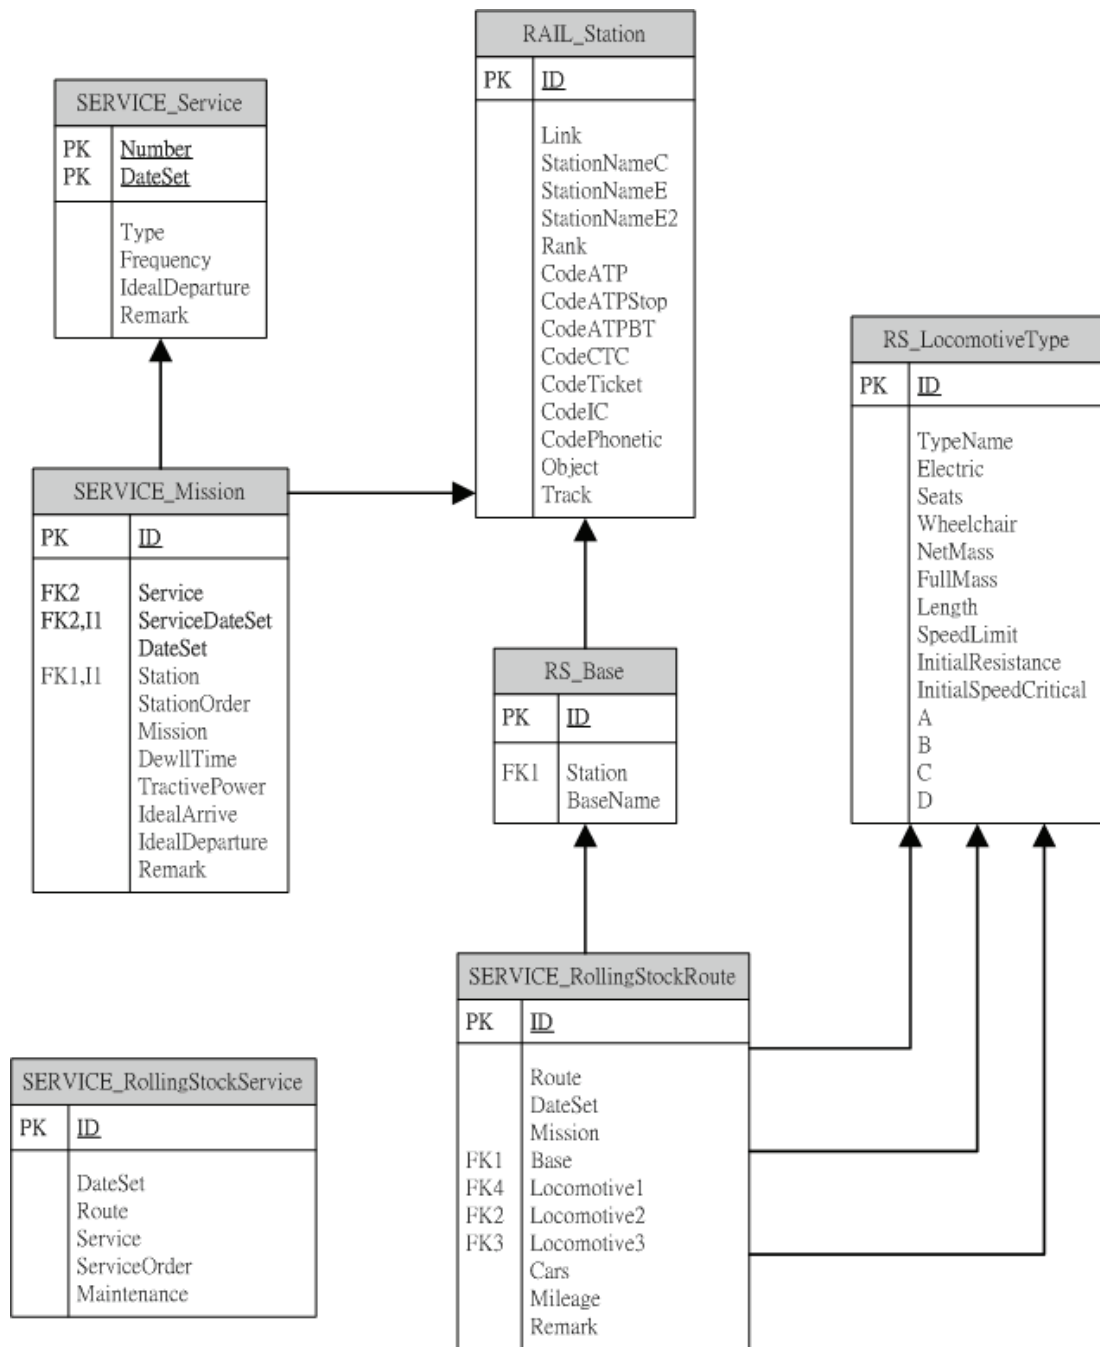 RAIL_Station
PK ID
Link
StationNameC
StationNameE
StationNameE2
Rank
CodeATP
CodeATPStop
CodeATPBT
CodeCTC
CodeTicket
CodeIC
CodePhonetic
Object
Track
SERVICE_Service
PK Number
PK DateSet
Type
Frequency
IdealDeparture
Remark
RS_LocomotiveType
PK ID
TypeName
Electric
Seats
Wheelchair
NetMass
FullMass
Length
SpeedLimit
InitialResistance
InitialSpeedCritical
A
B
C
D
SERVICE_Mission
PK ID
FK2 Service
FK2,I1 ServiceDateSet
DateSet
FK1,I1 Station
StationOrder
Mission
DewllTime
TractivePower
IdealArrive
IdealDeparture
Remark
RS_Base
PK ID
FK1 Station
BaseName
SERVICE_RollingStockRoute
PK ID
Route
DateSet
Mission
FK1 Base
FK4 Locomotive1
FK2 Locomotive2
FK3 Locomotive3
Cars
Mileage
Remark
SERVICE_RollingStockService
PK ID
DateSet
Route
Service
ServiceOrder
Maintenance